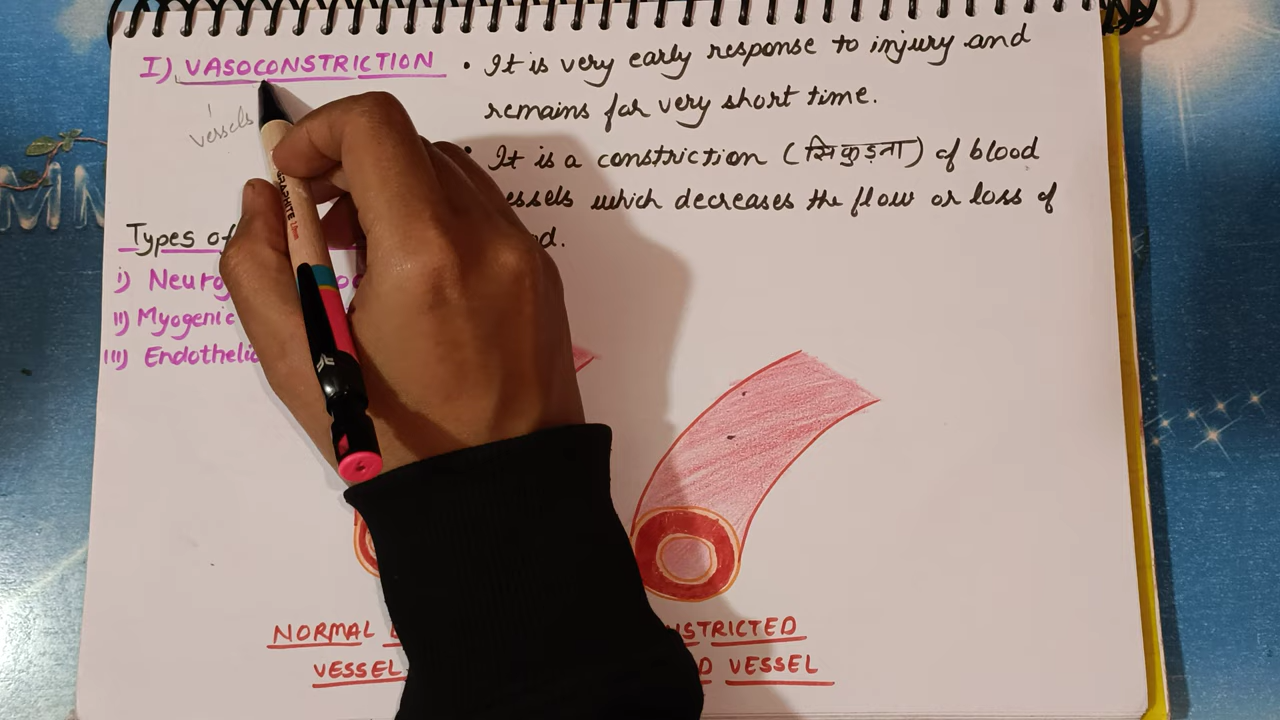 I) VASOCONSTRICTION
• It is very early response to injury and
remains for very short time.
vessels
It is a constriction (सिकुड़ना) of blood
essels which decreases the flow or loss of
d.
Types of
i) Neurog
ii) Myogenic
iii) Endothelia
GRAPHITE
NORMAL
VESSEL
NSTRICTED
D VESSEL